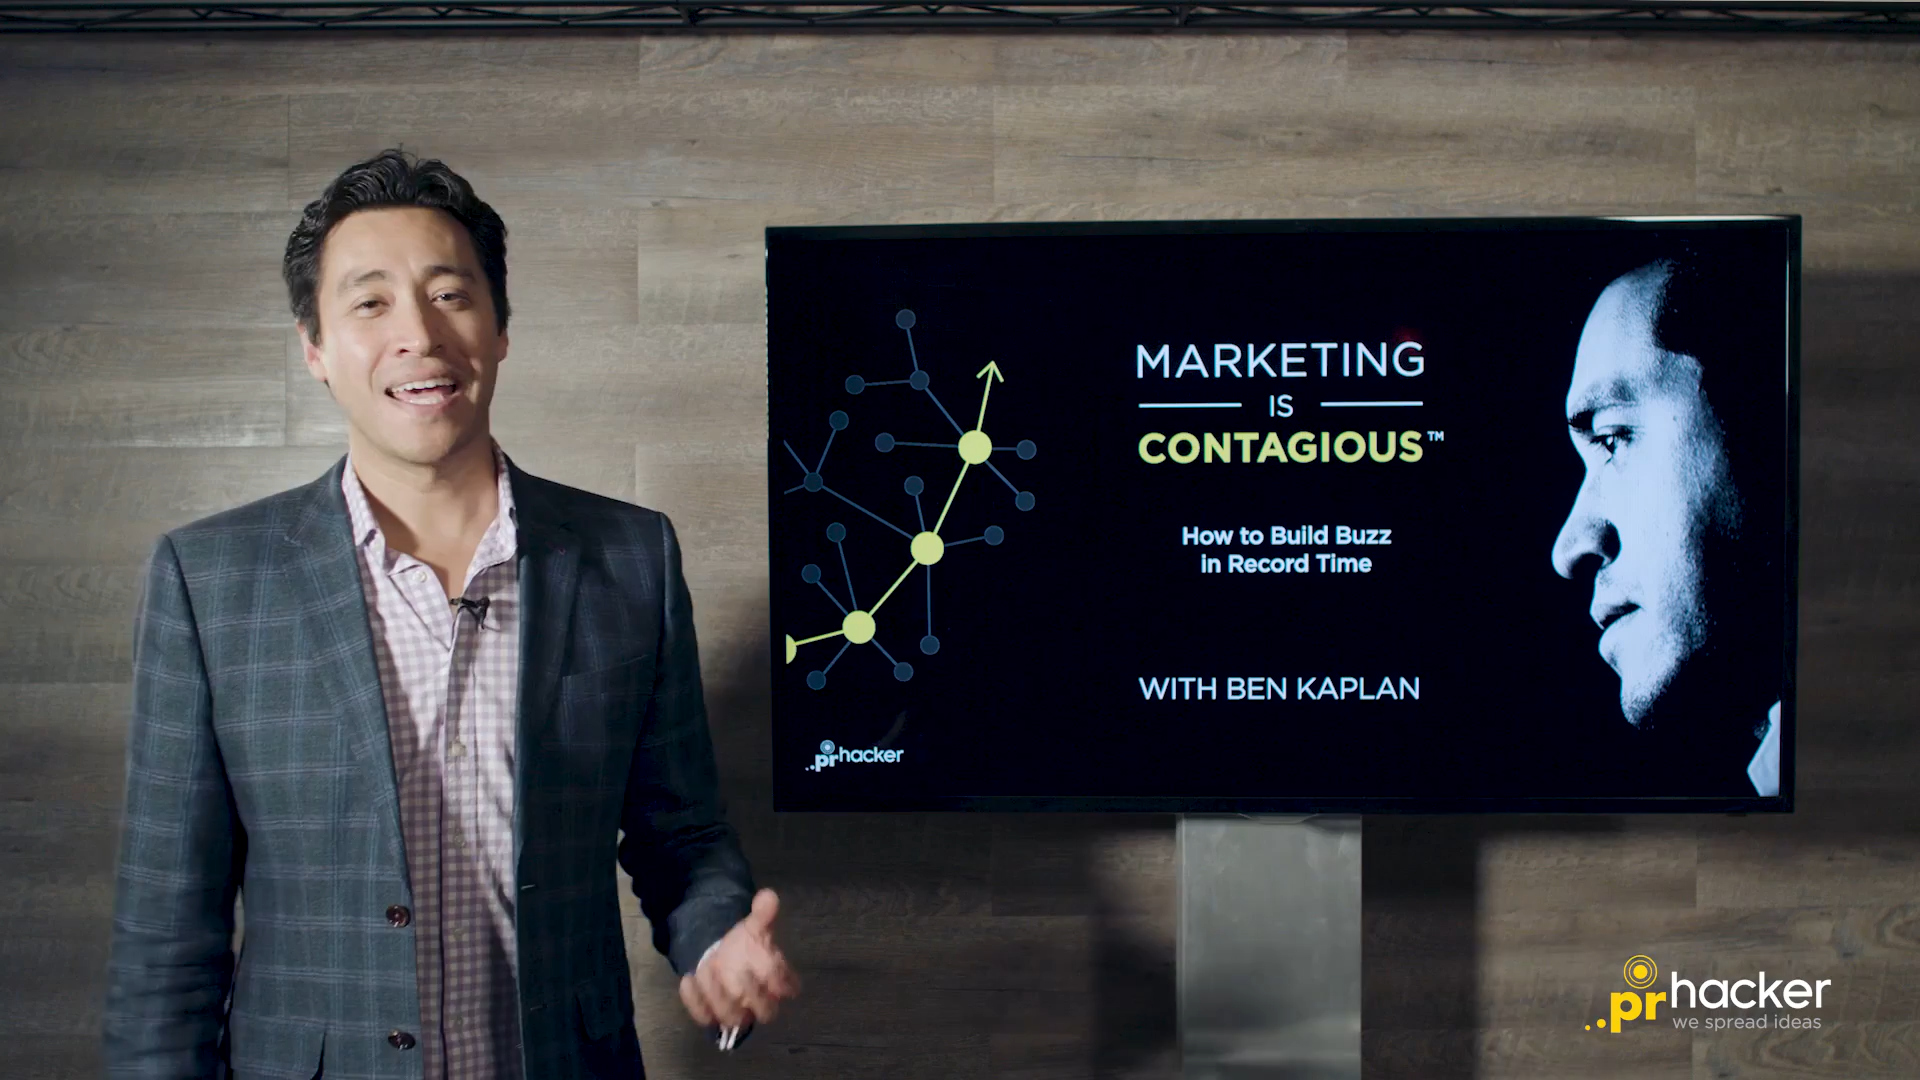 MARKETING
IS
CONTAGIOUS™
How to Build Buzz
in Record Time
WITH BEN KAPLAN
..prhacker
..prhacker
we spread ideas